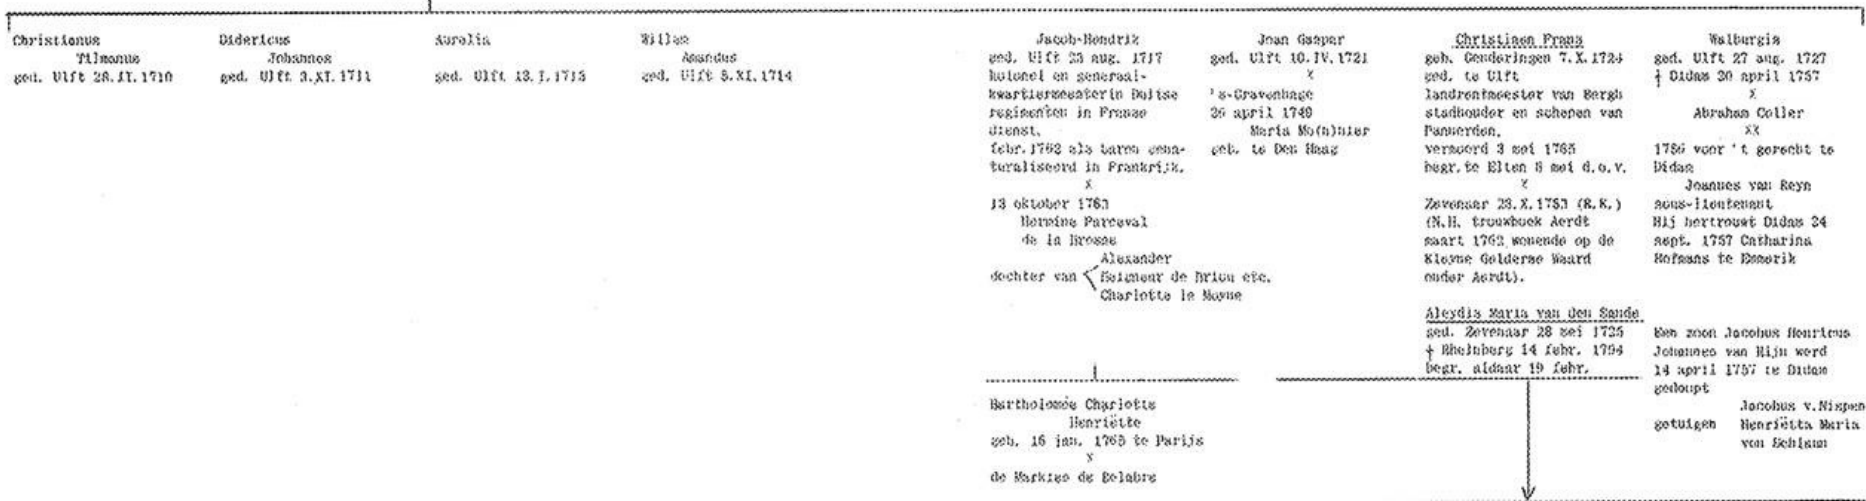 Christianus
Tilmanus
ged. Ulft 28.II.1710
Didericus
Johannes
ged. Ulft 3.XI.1711
Aurelia
ged. Ulft 13.I.1713
Willem
Amandus
ged. Ulft 5.XI.1714
Jacob-Hendrik
ged. Ulft 23 aug. 1717
kolonel en generaal-
kwartiermeester in Duitse
regimenten in Franse
dienst.
febr. 1762 als baron gena-
turaliseerd in Frankrijk.
x
13 oktober 1763
Hermine Parceval
de la Brosse
Alexander
dochter van < Seigneur de Brion etc.
Charlotte le Moyne
Joan Gasper
ged. Ulft 10.IV.1721
x
's-Gravenhage
26 april 1749
Maria Mo(n)nier
geb. te Den Haag
Christiaen Frans
geb. Genderingen 7.X.1724
ged. te Ulft
landrentmeester van Bergh
stadhouder en schepen van
Pannerden.
vermoord 3 mei 1765
begr. te Elten 8 mei d.o.v.
x
Zevenaar 23.X.1753 (R.K.)
(N.H. trouwboek Aerdt
maart 1762 wonende op de
Kleyne Gelderse Waard
onder Aerdt).
Aleydis Maria van den Sande
ged. Zevenaar 28 mei 1725
† Rheinberg 14 febr. 1794
begr. aldaar 19 febr.
Walburgis
ged. Ulft 27 aug. 1727
† Didam 30 april 1757
x
Abraham Coller
xx
1756 voor 't gerecht te
Didam
Joannes van Reyn
sous-lieutenant
Hij hertrouwt Didam 24
sept. 1757 Catharina
Hofmans te Emmerik
Een zoon Jacobus Henricus
Johannes van Rijn werd
14 april 1757 te Didam
gedoopt
Jacobus v.Nispen
getuigen Henriëtta Maria
von
Bartholomée Charlotte
Henriëtte
geb. 16 jan. 1765 te Parijs
x
de Markies de Belabre